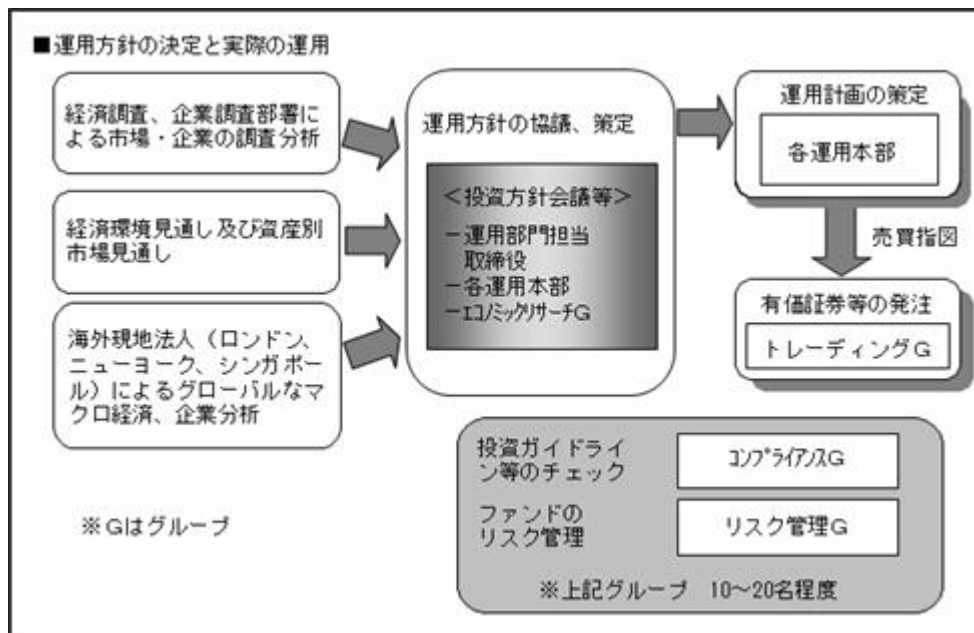 ■運用方針の決定と実際の運用
経済調査、企業調査部署に
よる市場・企業の調査分析
経済環境見通し及び資産別
市場見通し
海外現地法人（ロンドン、
ニューヨーク、シンガポー
ル）によるグローバルなマ
クロ経済、企業分析
※Gはグループ
運用方針の協議、策定
＜投資方針会議等＞
－運用部門担当
取締役
－各運用本部
－ｴｺﾉﾐｯｸﾘｻｰﾁG
運用計画の策定
各運用本部
売買指図
有価証券等の発注
トレーディングG
投資ガイドライ
ン等のチェック
ｺﾝﾌﾟﾗｲｱﾝｽG
ファンドの
リスク管理
リスク管理G
※上記グループ　10～20名程度